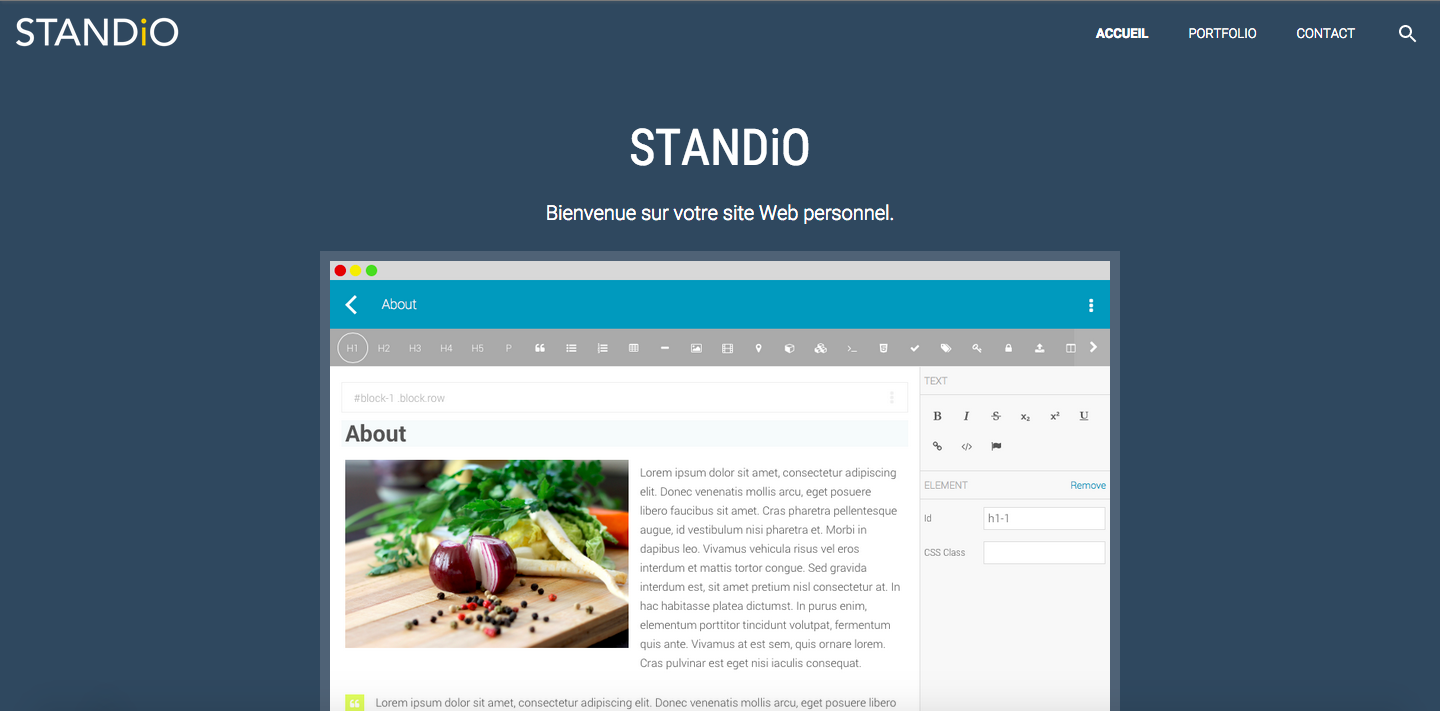 STANDiO
ACCUEIL
PORTFOLIO
CONTACT
STANDiO
Bienvenue sur votre site Web personnel.
About
H1 H2 H3 H4 H5 P
#block-1 .block.row
About
Lorem ipsum dolor sit amet, consectetur adipiscing
elit. Donec venenatis mollis arcu, eget posuere
libero faucibus sit amet. Cras pharetra pellentesque
augue, id vestibulum nisi pharetra et. Morbi in
dapibus leo. Vivamus vehicula risus vel eros
interdum et mattis tortor congue. Sed gravida
interdum est, sit amet pretium nisl consectetur at. In
hac habitasse platea dictumst. In purus enim,
elementum porttitor tincidunt volutpat, fermentum
quis ante. Vivamus at est sem, quis ornare lorem.
Cras pulvinar est eget nisi iaculis consequat.
Lorem ipsum dolor sit amet, consectetur adipiscing elit. Donec venenatis mollis arcu, eget posuere libero
TEXT
B I S x₂ x² U
ELEMENT Remove
Id h1-1
CSS Class